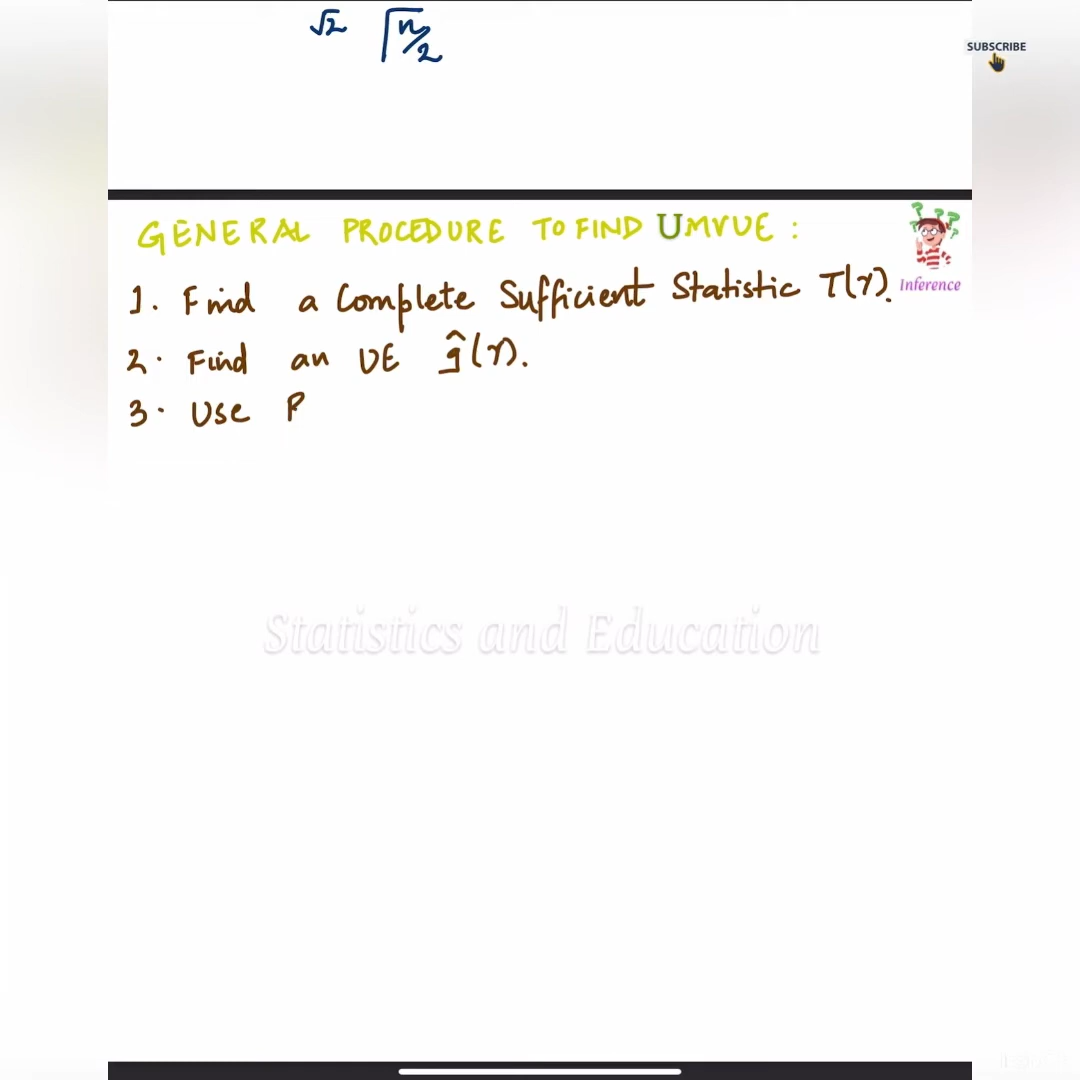 √2 Γn/2
SUBSCRIBE
GENERAL PROCEDURE TO FIND UMVUE :
1. Find a Complete Sufficient Statistic T(Y).
Inference
2. Find an UE ĝ(Y).
3. Use R
Statistics and Education